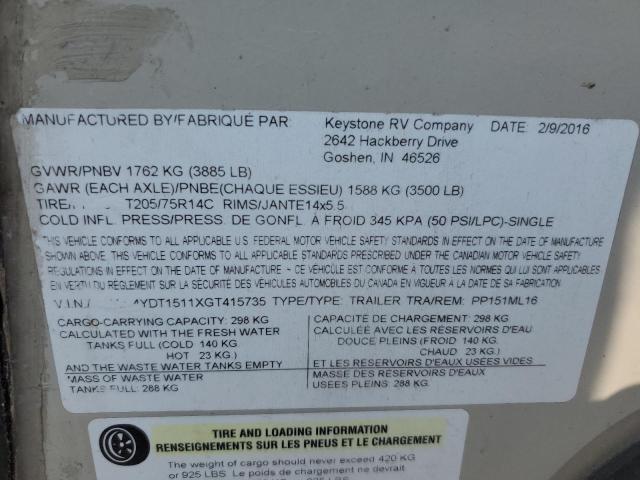 MANUFACTURED BY/FABRIQUÉ PAR: Keystone RV Company DATE: 2/9/2016
2642 Hackberry Drive
Goshen, IN 46526
GVWR/PNBV 1762 KG (3885 LB)
GAWR (EACH AXLE)/PNBE(CHAQUE ESSIEU) 1588 KG (3500 LB)
TIRE/ T205/75R14C RIMS/JANTE14x5.5
COLD INFL. PRESS/PRESS. DE GONFL. À FROID 345 KPA (50 PSI/LPC)-SINGLE
THIS VEHICLE CONFORMS TO ALL APPLICABLE U.S. FEDERAL MOTOR VEHICLE SAFETY STANDARDS IN EFFECT ON THE DATE OF MANUFACTURE
SHOWN ABOVE. THIS VEHICLE CONFORMS TO ALL APPLICABLE STANDARDS PRESCRIBED UNDER THE CANADIAN MOTOR VEHICLE SAFETY
REGULATIONS IN EFFECT ON THE DATE OF MANUFACTURE / CE VÉHICULE EST CONFORME À TOUTES LES NORMES QUI LUI SONT APPLICABLES
EN VERTU DU RÈGLEMENT SUR LA SÉCURITÉ DES VÉHICULES AUTOMOBILES DU CANADA EN VIGUEUR À LA DATE DE SA FABRICATION
V.I.N./ YDT1511XGT415735 TYPE/TYPE: TRAILER TRA/REM: PP151ML16
CARGO-CARRYING CAPACITY: 298 KG
CALCULATED WITH THE FRESH WATER
TANKS FULL (COLD 140 KG
HOT 23 KG.)
AND THE WASTE WATER TANKS EMPTY
MASS OF WASTE WATER
TANKS FULL: 288 KG
CAPACITÉ DE CHARGEMENT: 298 KG
CALCULÉE AVEC LES RÉSERVOIRS D'EAU
DOUCE PLEINS (FROID 140 KG.
CHAUD 23 KG.)
ET LES RESERVOIRS D'EAUX USÉES VIDES
MASSE DES RESERVOIRS D'EAUX
USÉES PLEINS: 288 KG.
TIRE AND LOADING INFORMATION
RENSEIGNEMENTS SUR LES PNEUS ET LE CHARGEMENT
The weight of cargo should never exceed 420 KG
or 925 LBS. Le poids de chargement ne devrait